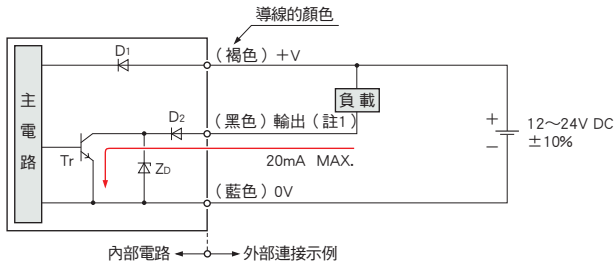 導線的顏色
D1
(褐色)+V
主電路
D2
(黑色)輸出(註1)
負載
+
−
12～24V DC
±10%
Tr
ZD
20mA MAX.
(藍色)0V
內部電路
外部連接示例